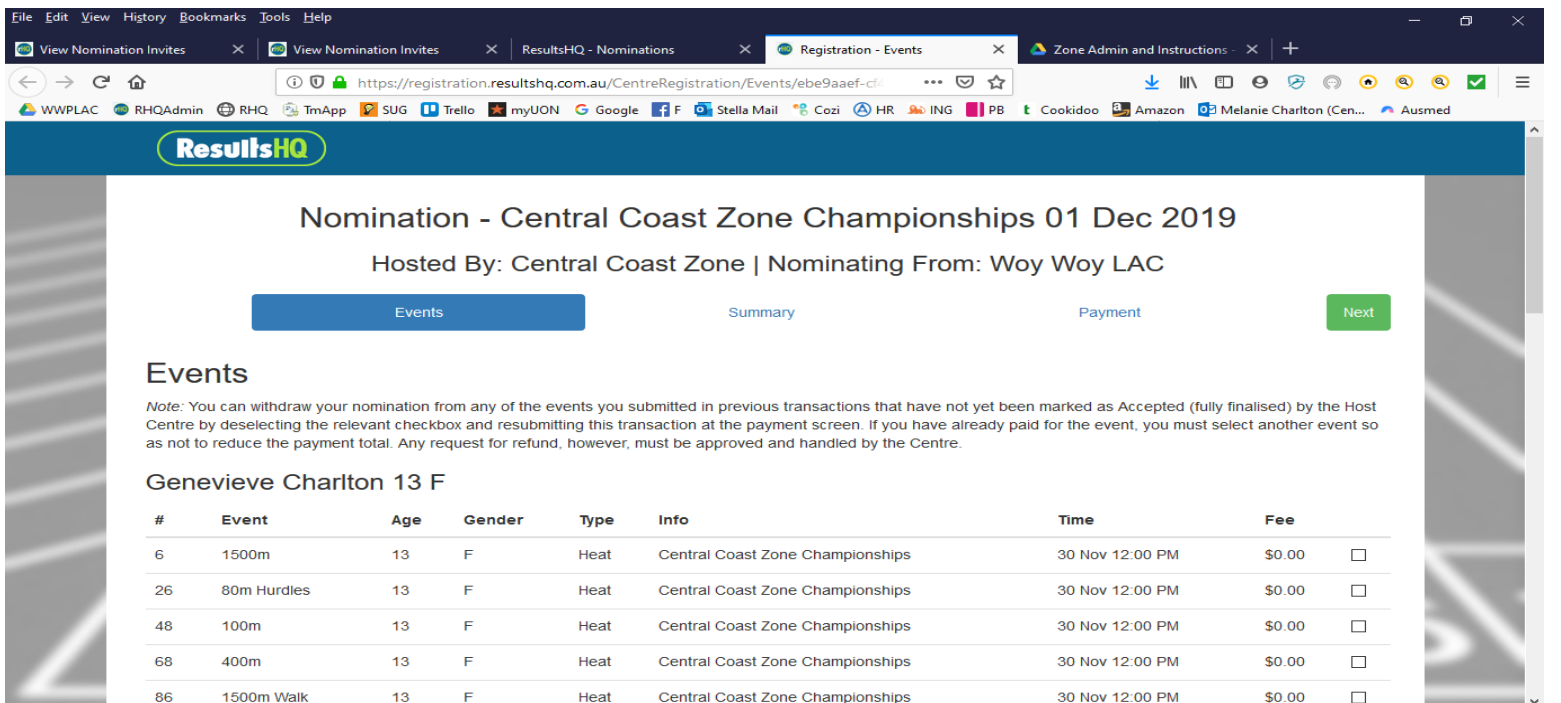 File Edit View History Bookmarks Tools Help
View Nomination Invites View Nomination Invites ResultsHQ - Nominations Registration - Events Zone Admin and Instructions -
https://registration.resultshq.com.au/CentreRegistration/Events/ebe9aaef-cf
WWPLAC RHQAdmin RHQ TmApp SUG Trello myUON Google F Stella Mail Cozi HR ING PB Cookidoo Amazon Melanie Charlton (Cen... Ausmed
ResultsHQ
Nomination - Central Coast Zone Championships 01 Dec 2019
Hosted By: Central Coast Zone | Nominating From: Woy Woy LAC
Events Summary Payment Next
Events
Note: You can withdraw your nomination from any of the events you submitted in previous transactions that have not yet been marked as Accepted (fully finalised) by the Host
Centre by deselecting the relevant checkbox and resubmitting this transaction at the payment screen. If you have already paid for the event, you must select another event so
as not to reduce the payment total. Any request for refund, however, must be approved and handled by the Centre.
Genevieve Charlton 13 F
# Event Age Gender Type Info Time Fee
6 1500m 13 F Heat Central Coast Zone Championships 30 Nov 12:00 PM $0.00
26 80m Hurdles 13 F Heat Central Coast Zone Championships 30 Nov 12:00 PM $0.00
48 100m 13 F Heat Central Coast Zone Championships 30 Nov 12:00 PM $0.00
68 400m 13 F Heat Central Coast Zone Championships 30 Nov 12:00 PM $0.00
86 1500m Walk 13 F Heat Central Coast Zone Championships 30 Nov 12:00 PM $0.00